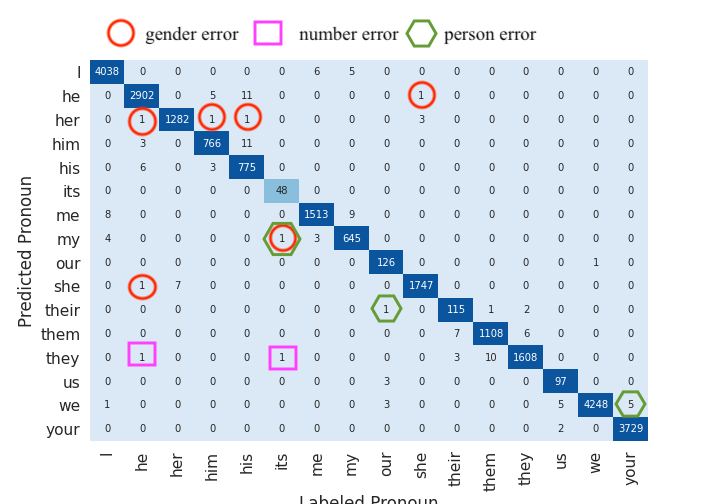 gender error number error person error
Predicted Pronoun
I 4038 0 0 0 0 0 6 5 0 0 0 0 0 0 0 0
he 0 2902 0 5 11 0 0 0 0 1 0 0 0 0 0 0
her 0 1 1282 1 1 0 0 0 0 3 0 0 0 0 0 0
him 0 3 0 766 11 0 0 0 0 0 0 0 0 0 0 0
his 0 6 0 3 775 0 0 0 0 0 0 0 0 0 0 0
its 0 0 0 0 0 48 0 0 0 0 0 0 0 0 0 0
me 8 0 0 0 0 0 1513 9 0 0 0 0 0 0 0 0
my 4 0 0 0 0 1 3 645 0 0 0 0 0 0 0 0
our 0 0 0 0 0 0 0 0 126 0 0 0 0 0 1 0
she 0 1 7 0 0 0 0 0 0 1747 0 0 0 0 0 0
their 0 0 0 0 0 0 0 0 1 0 115 1 2 0 0 0
them 0 0 0 0 0 0 0 0 0 0 7 1108 6 0 0 0
they 0 1 0 0 0 1 0 0 0 0 3 10 1608 0 0 0
us 0 0 0 0 0 0 0 0 3 0 0 0 0 97 0 0
we 1 0 0 0 0 0 0 0 3 0 0 0 0 5 4248 5
your 0 0 0 0 0 0 0 0 0 0 0 0 0 2 0 3729
I he her him his its me my our she their them they us we your
Labeled Pronoun